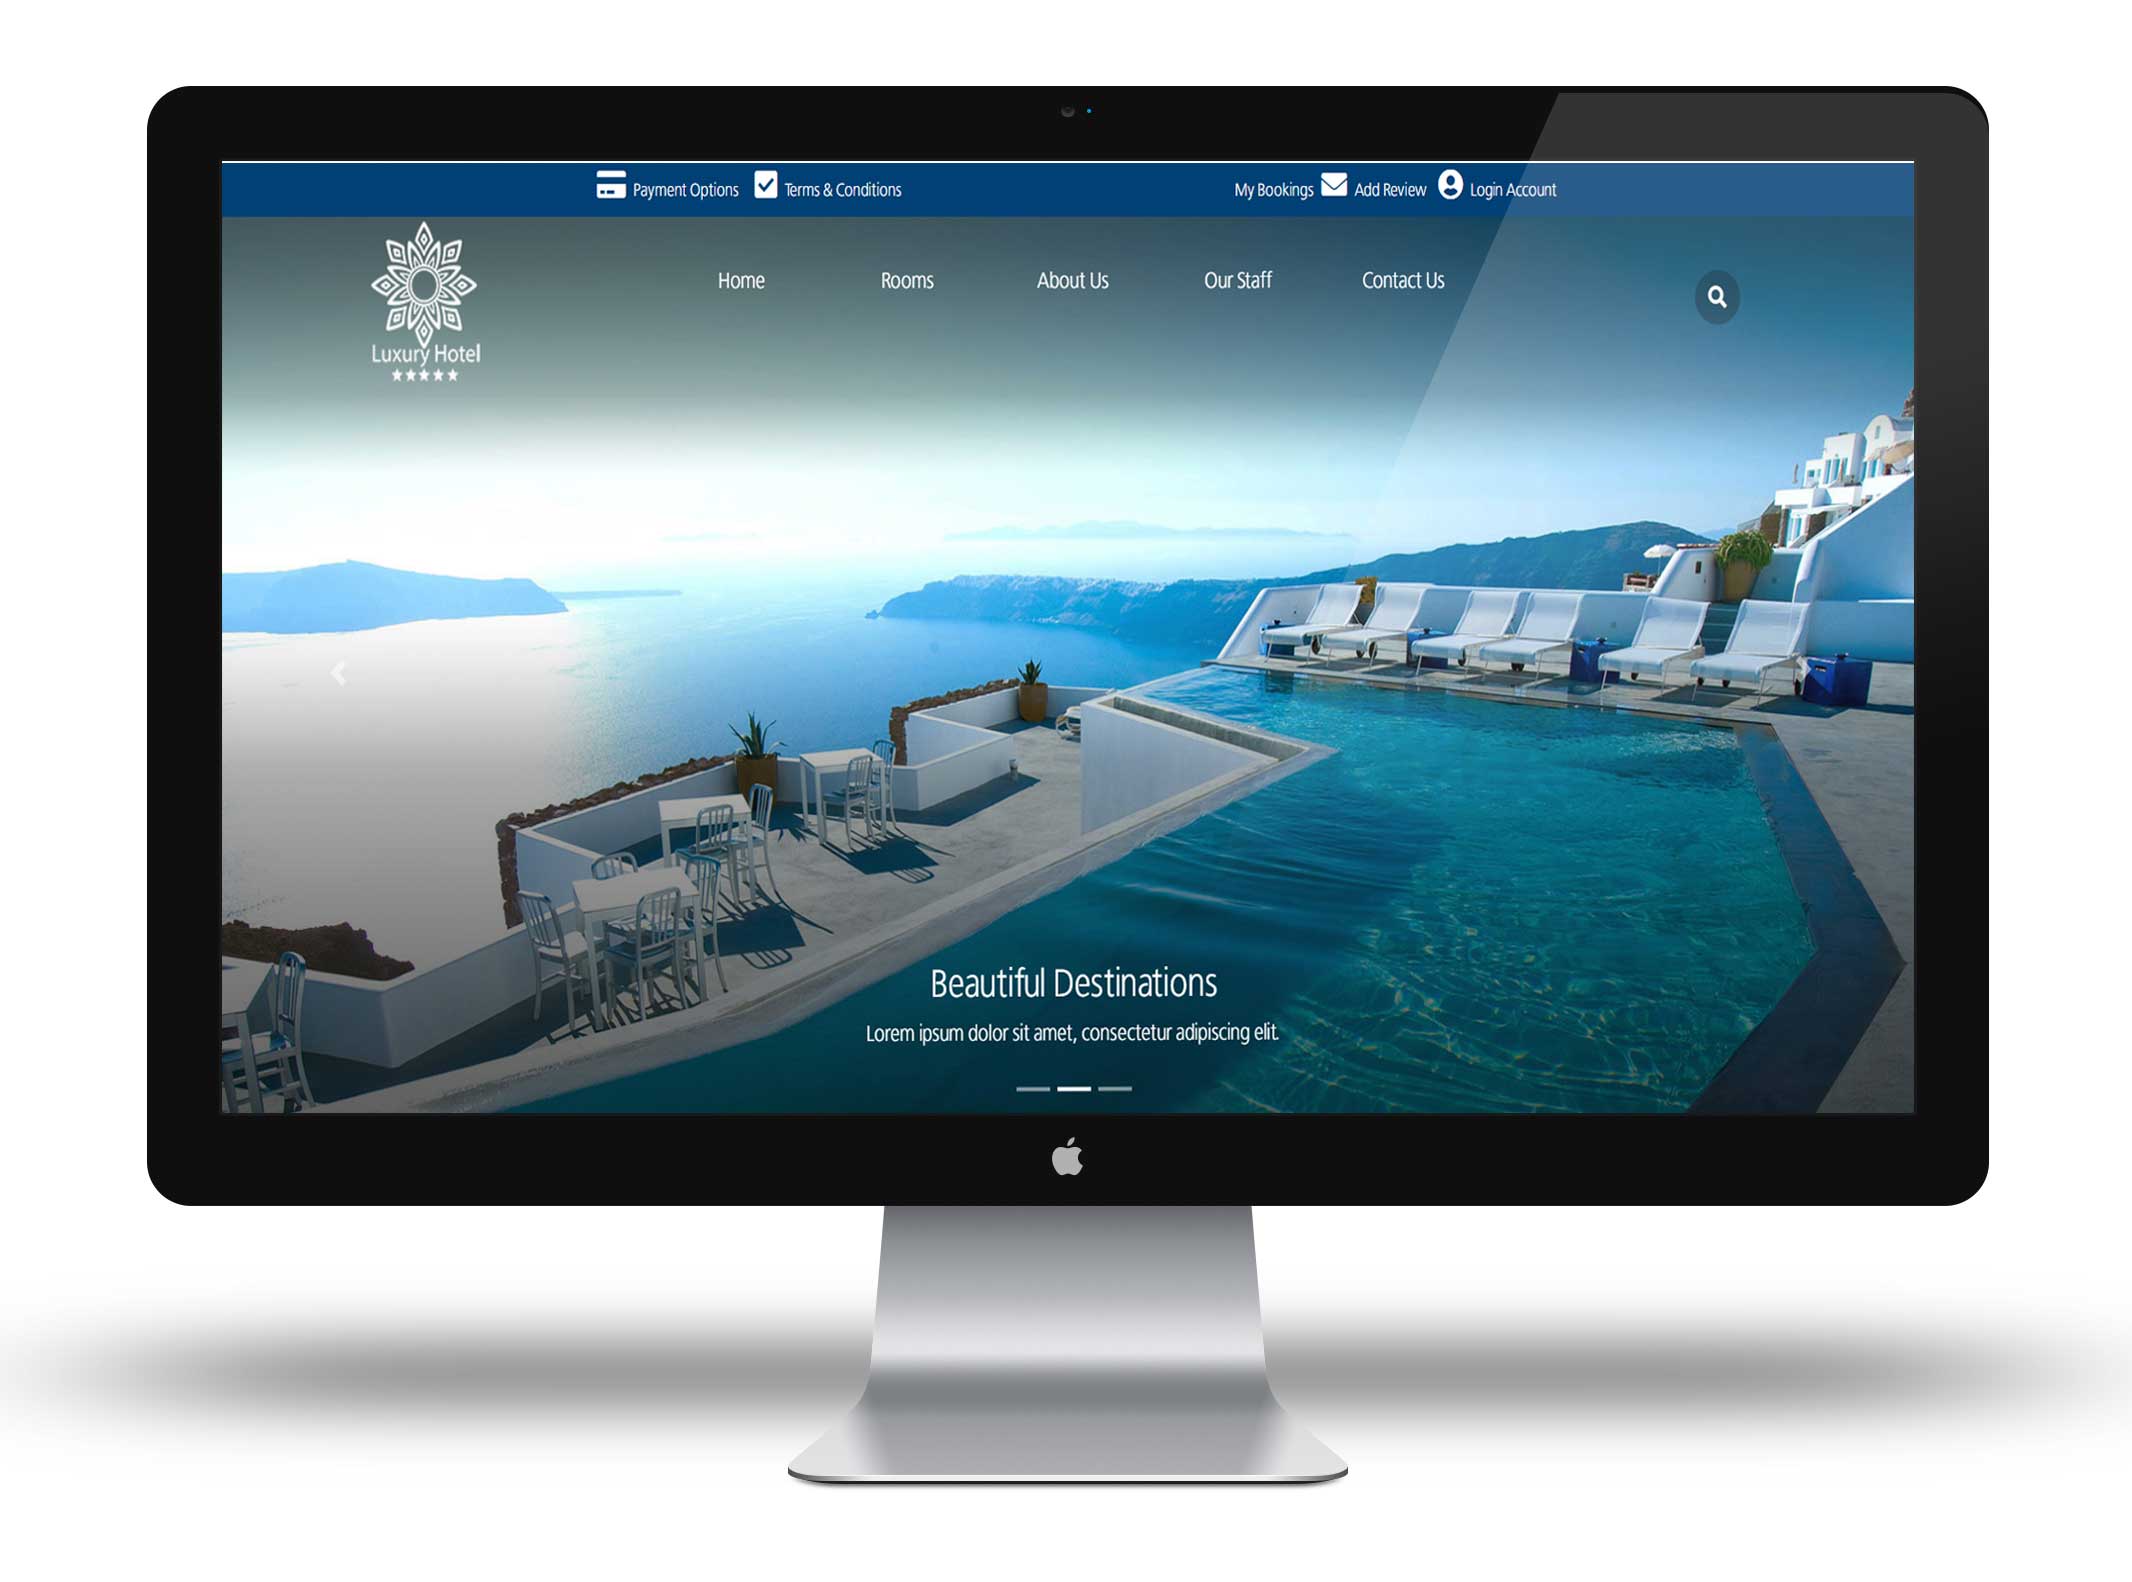 Payment Options Terms & Conditions My Bookings Add Review Login Account
Home Rooms About Us Our Staff Contact Us
Luxury Hotel
Beautiful Destinations
Lorem ipsum dolor sit amet, consectetur adipiscing elit.